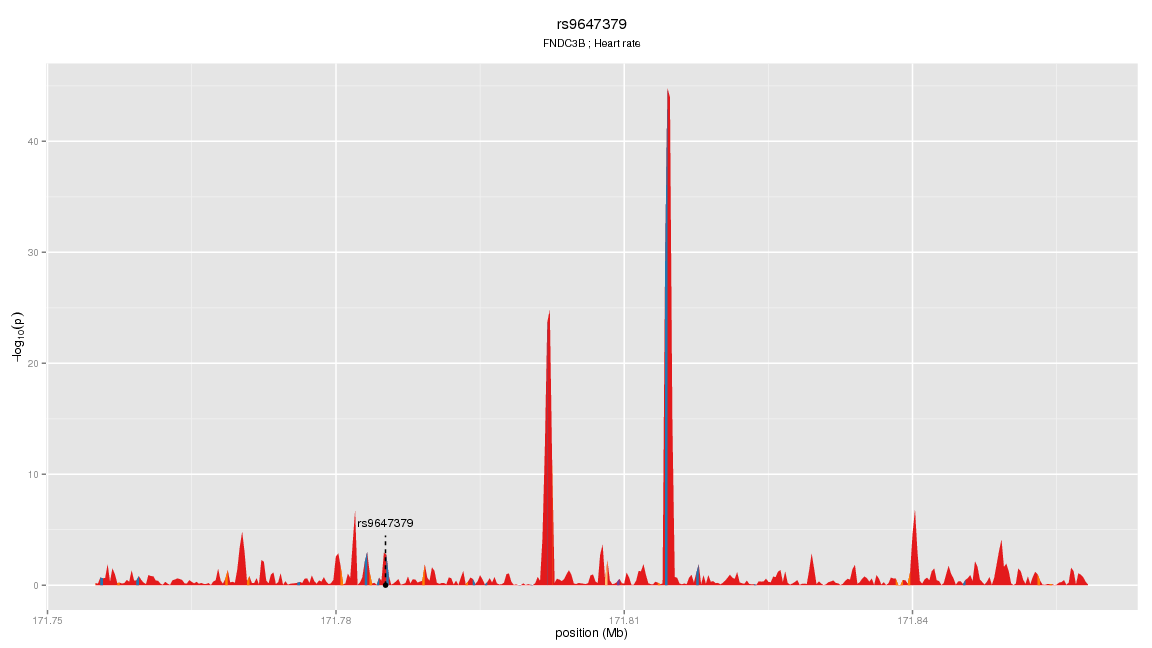 rs9647379
FNDC3B ; Heart rate
40
30
20
10
0
−log10(p)
rs9647379
171.75
171.78
171.81
171.84
position (Mb)